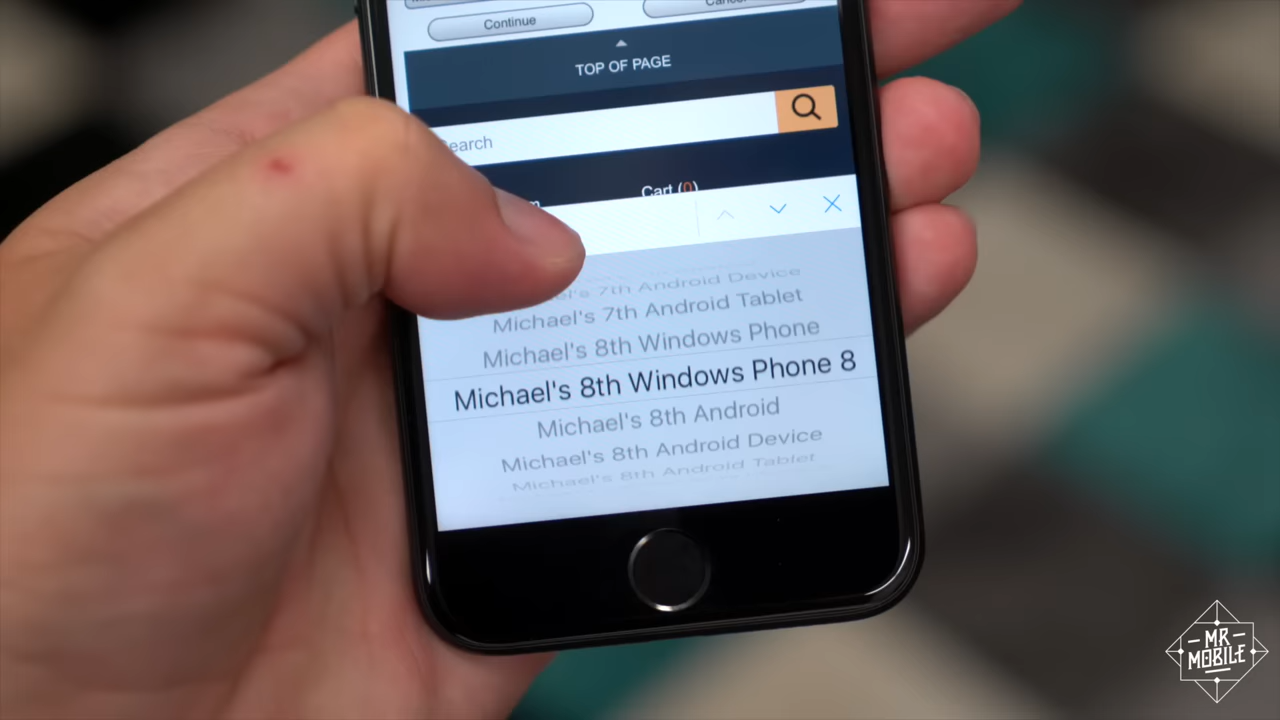 Continue
TOP OF PAGE
earch
Cart (0)
7th Android Device
Michael's 7th Android Tablet
Michael's 8th Windows Phone
Michael's 8th Windows Phone 8
Michael's 8th Android
Michael's 8th Android Device
Michael's 8th Android Tablet
MR
MOBILE